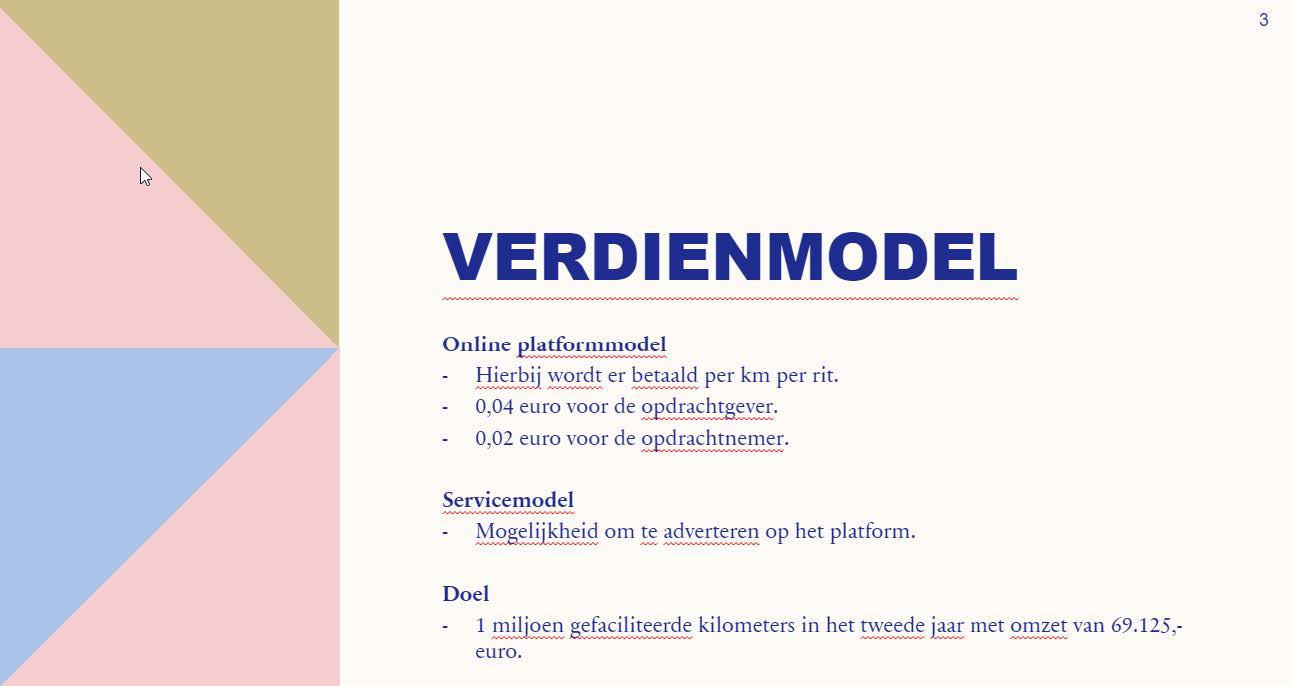 3
VERDIENMODEL
Online platformmodel
- Hierbij wordt er betaald per km per rit.
- 0,04 euro voor de opdrachtgever.
- 0,02 euro voor de opdrachtnemer.
Servicemodel
- Mogelijkheid om te adverteren op het platform.
Doel
- 1 miljoen gefaciliteerde kilometers in het tweede jaar met omzet van 69.125,-
euro.